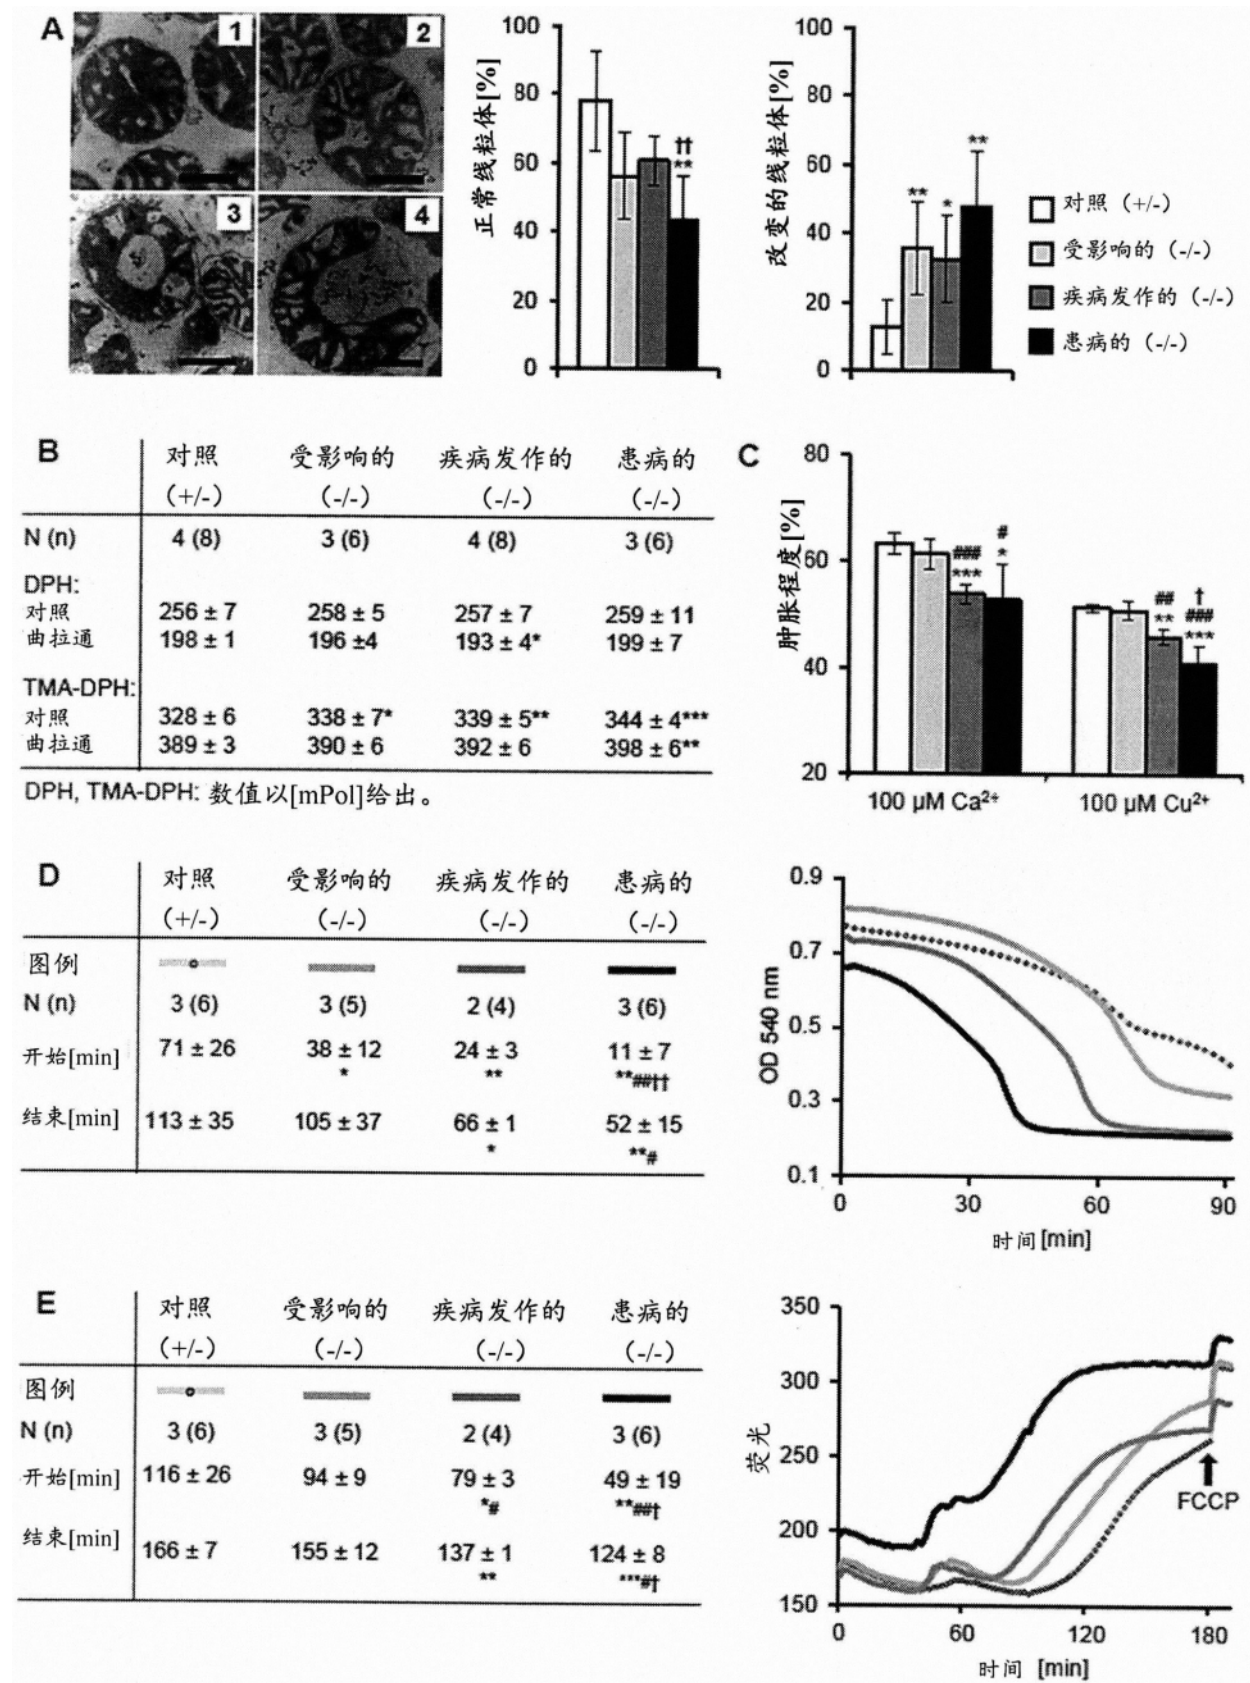 A
1
2
3
4
正常线粒体[%]
100
80
60
40
20
0
††
**
改变的线粒体[%]
100
80
60
40
20
0
**
*
**
对照（+/-）
受影响的（-/-）
疾病发作的（-/-）
患病的（-/-）
B
对照 受影响的 疾病发作的 患病的
（+/-） （-/-） （-/-） （-/-）
N (n) 4 (8) 3 (6) 4 (8) 3 (6)
DPH:
对照 256 ± 7 258 ± 5 257 ± 7 259 ± 11
曲拉通 198 ± 1 196 ±4 193 ± 4* 199 ± 7
TMA-DPH:
对照 328 ± 6 338 ± 7* 339 ± 5** 344 ± 4***
曲拉通 389 ± 3 390 ± 6 392 ± 6 398 ± 6**
DPH, TMA-DPH: 数值以[mPol]给出。
C
肿胀程度[%]
80
60
40
20
###
***
#
*
##
**
†
###
***
100 µM Ca²⁺ 100 µM Cu²⁺
D
对照 受影响的 疾病发作的 患病的
（+/-） （-/-） （-/-） （-/-）
图例
N (n) 3 (6) 3 (5) 2 (4) 3 (6)
开始[min] 71 ± 26 38 ± 12 24 ± 3 11 ± 7
* ** **##††
结束[min] 113 ± 35 105 ± 37 66 ± 1 52 ± 15
* **#
OD 540 nm
0.9
0.7
0.5
0.3
0.1
0 30 60 90
时间[min]
E
对照 受影响的 疾病发作的 患病的
（+/-） （-/-） （-/-） （-/-）
图例
N (n) 3 (6) 3 (5) 2 (4) 3 (6)
开始[min] 116 ± 26 94 ± 9 79 ± 3 49 ± 19
*# **##†
结束[min] 166 ± 7 155 ± 12 137 ± 1 124 ± 8
** ***#†
荧光
350
300
250
200
150
FCCP
0 60 120 180
时间 [min]